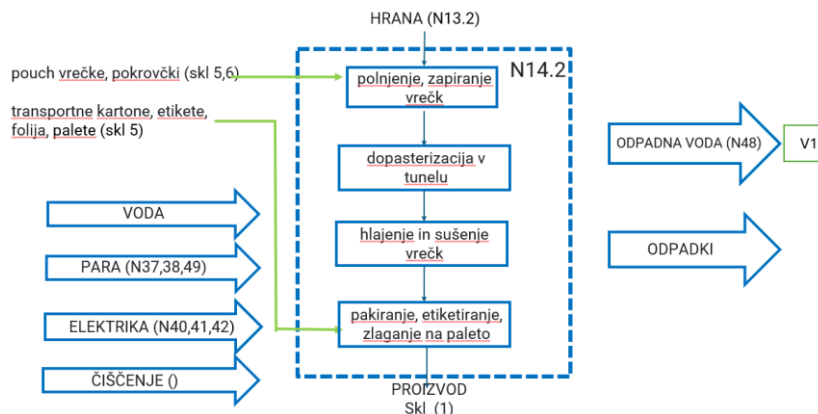 HRANA (N13.2)
N14.2
pouch vrečke, pokrovčki (skl 5,6)
polnjenje, zapiranje
vrečk
transportne kartone, etikete,
folija, palete (skl 5)
ODPADNA VODA (N48)
V1
dopasterizacija v
tunelu
VODA
hlajenje in sušenje
vrečk
ODPADKI
PARA (N37,38,49)
ELEKTRIKA (N40,41,42)
pakiranje, etiketiranje,
zlaganje na paleto
ČIŠČENJE ()
PROIZVOD
Skl (1)